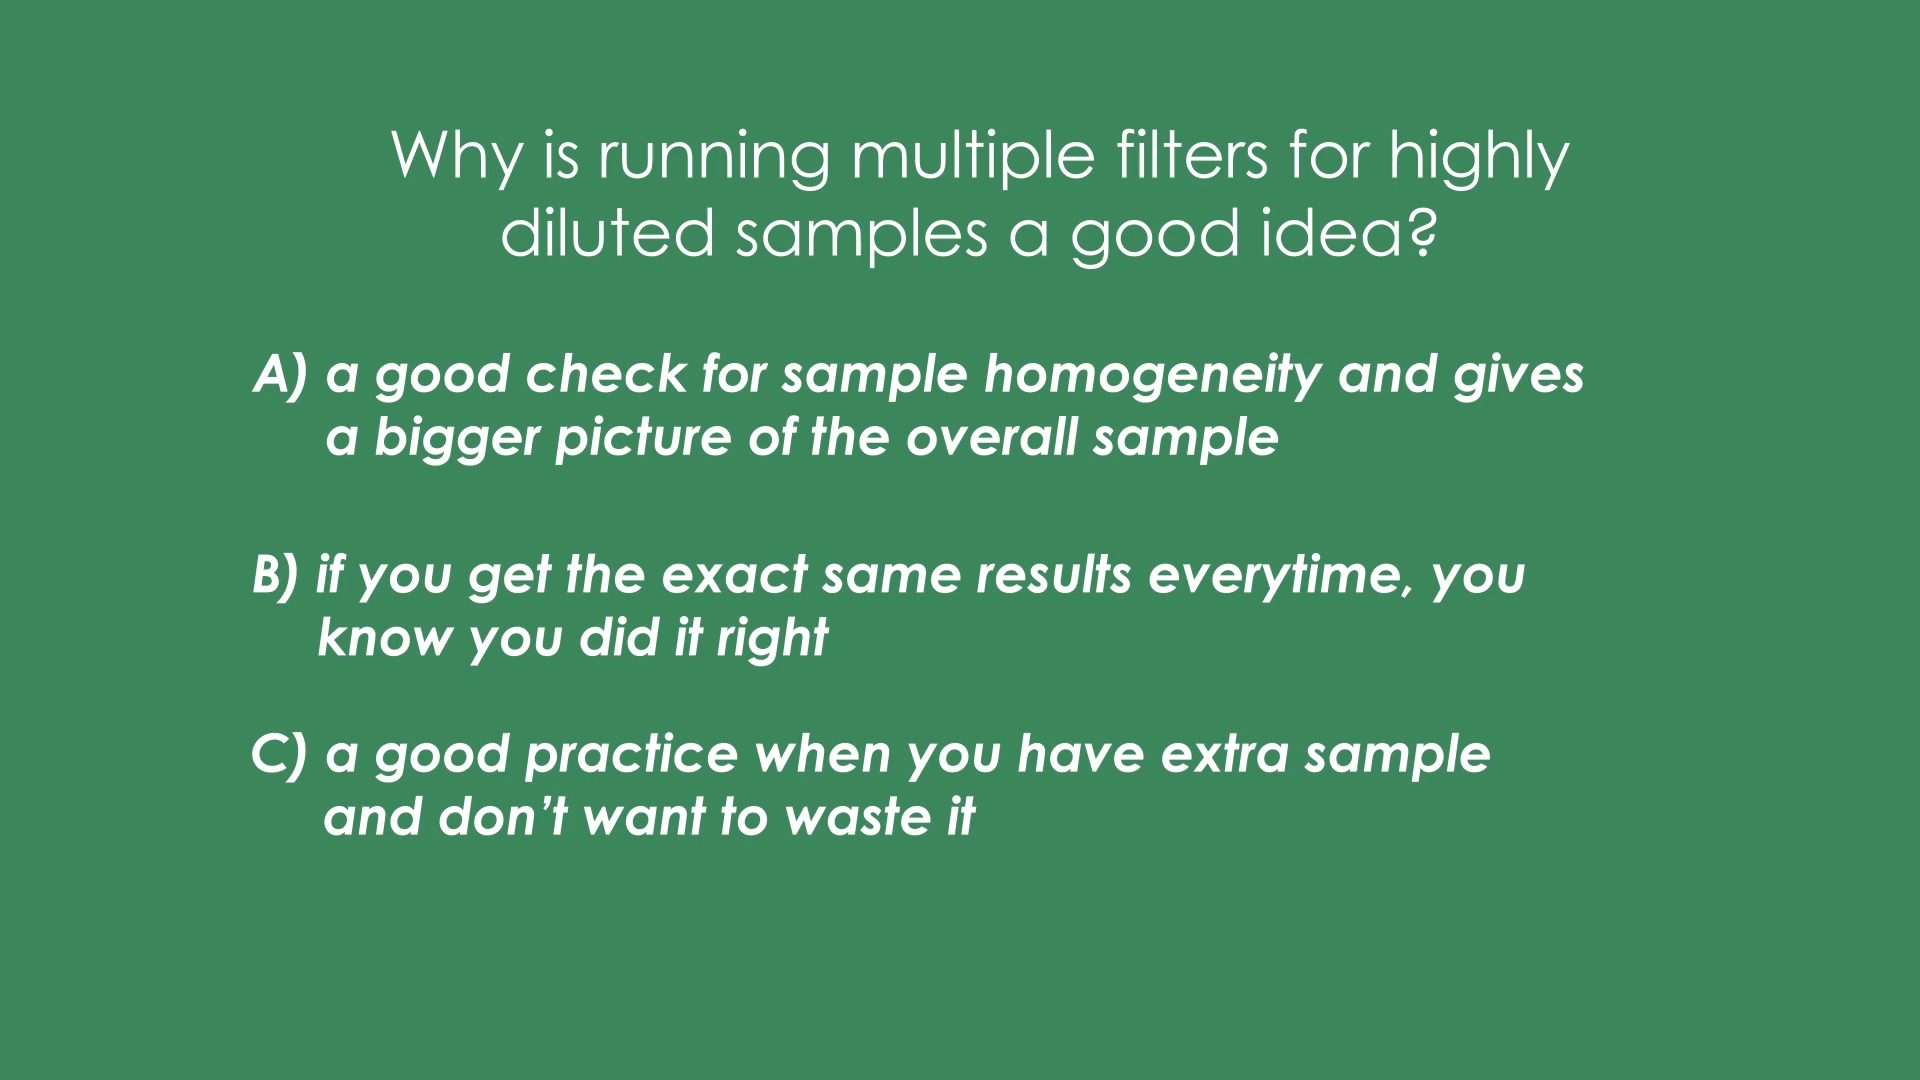 Why is running multiple filters for highly
diluted samples a good idea?
A) a good check for sample homogeneity and gives
a bigger picture of the overall sample
B) if you get the exact same results everytime, you
know you did it right
C) a good practice when you have extra sample
and don’t want to waste it